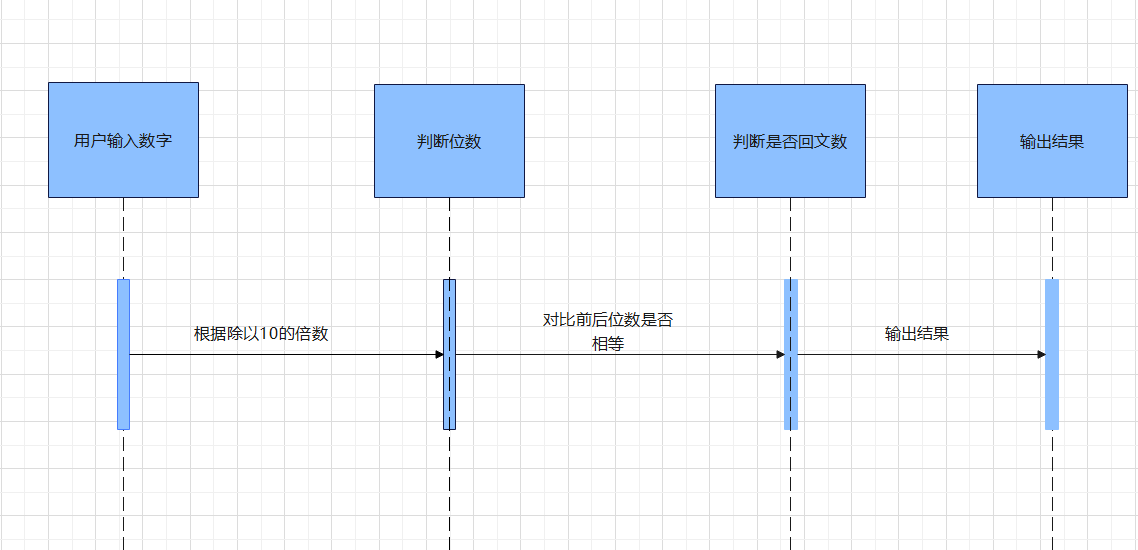 用户输入数字
判断位数
判断是否回文数
输出结果
根据除以10的倍数
对比前后位数是否
相等
输出结果